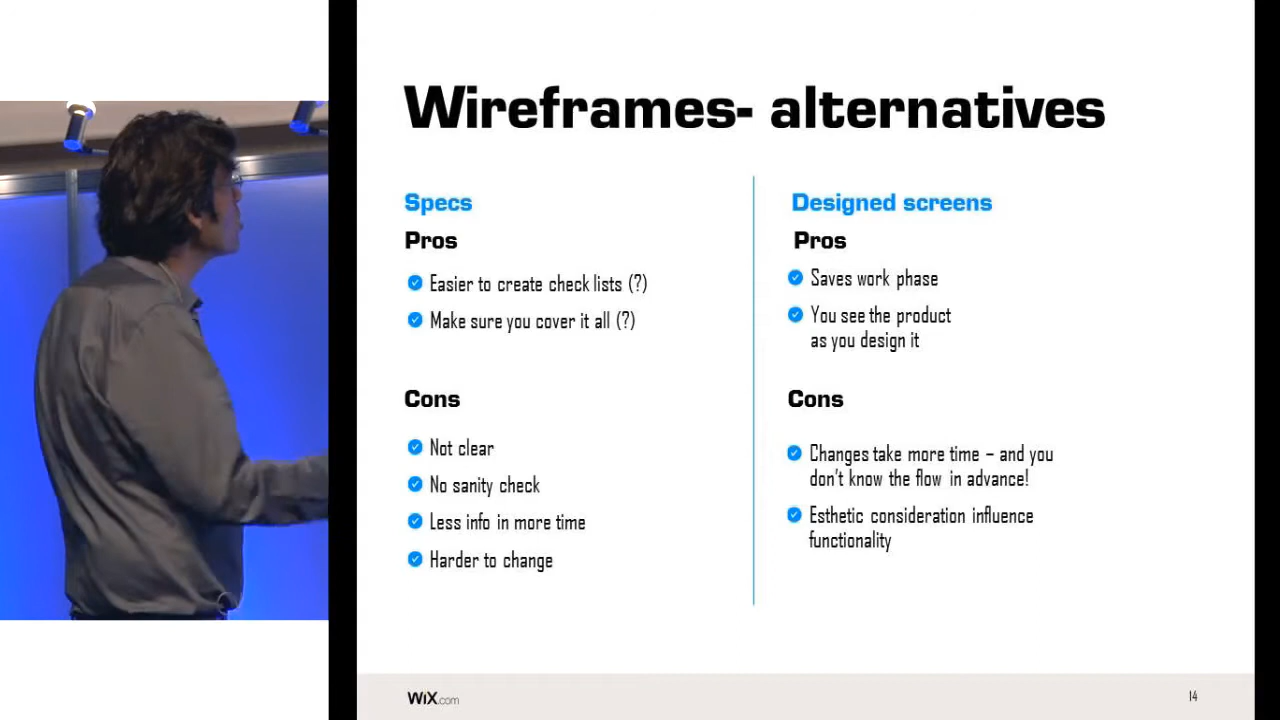 Wireframes- alternatives
Specs
Pros
Easier to create check lists (?)
Make sure you cover it all (?)
Cons
Not clear
No sanity check
Less info in more time
Harder to change
Designed screens
Pros
Saves work phase
You see the product
as you design it
Cons
Changes take more time – and you
don't know the flow in advance!
Esthetic consideration influence
functionality
WiX.com
14